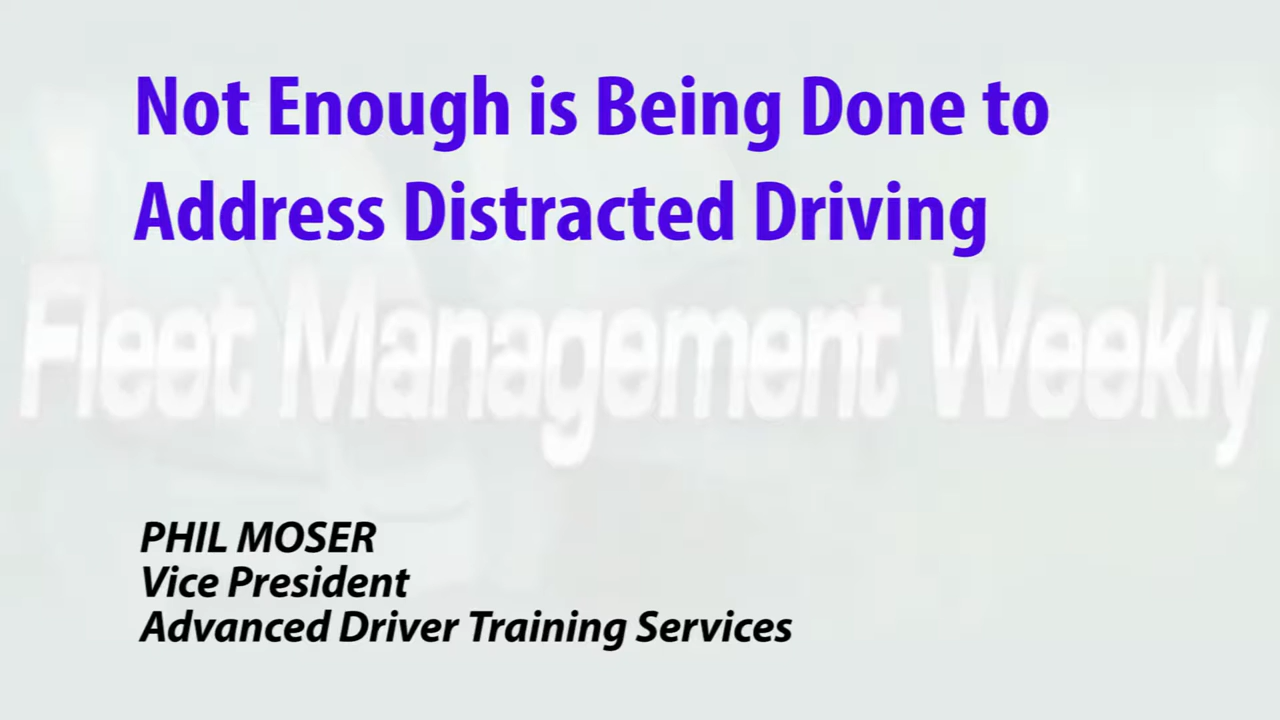 Not Enough is Being Done to
Address Distracted Driving
Fleet Management Weekly
PHIL MOSER
Vice President
Advanced Driver Training Services